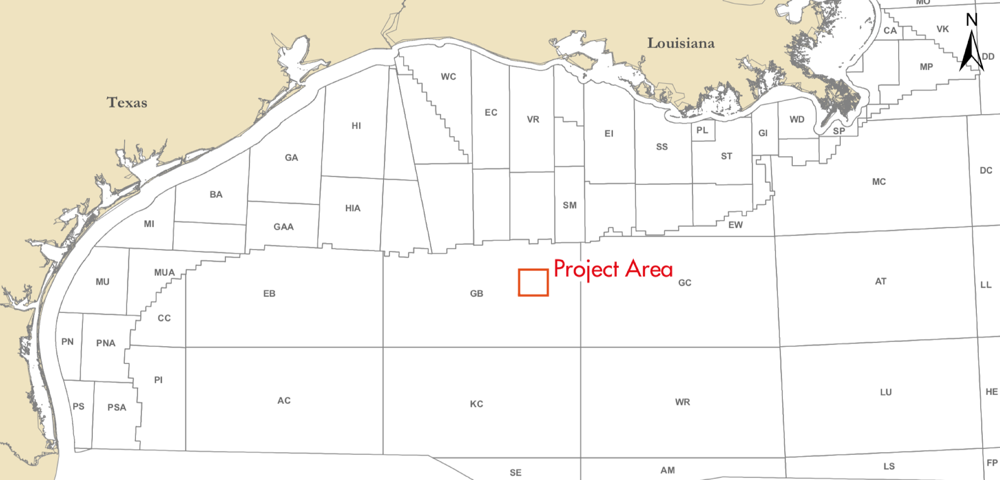 MO
N
CA
VK
Louisiana
DD
MP
WC
Texas
EC
VR
WD
HI
PL
SP
EI
GI
SS
ST
GA
DC
MC
BA
SM
HIA
MI
EW
GAA
Project Area
MUA
MU
GC
AT
LL
EB
GB
CC
PN
PNA
PI
LU
HE
AC
WR
KC
PS
PSA
FP
LS
AM
SE